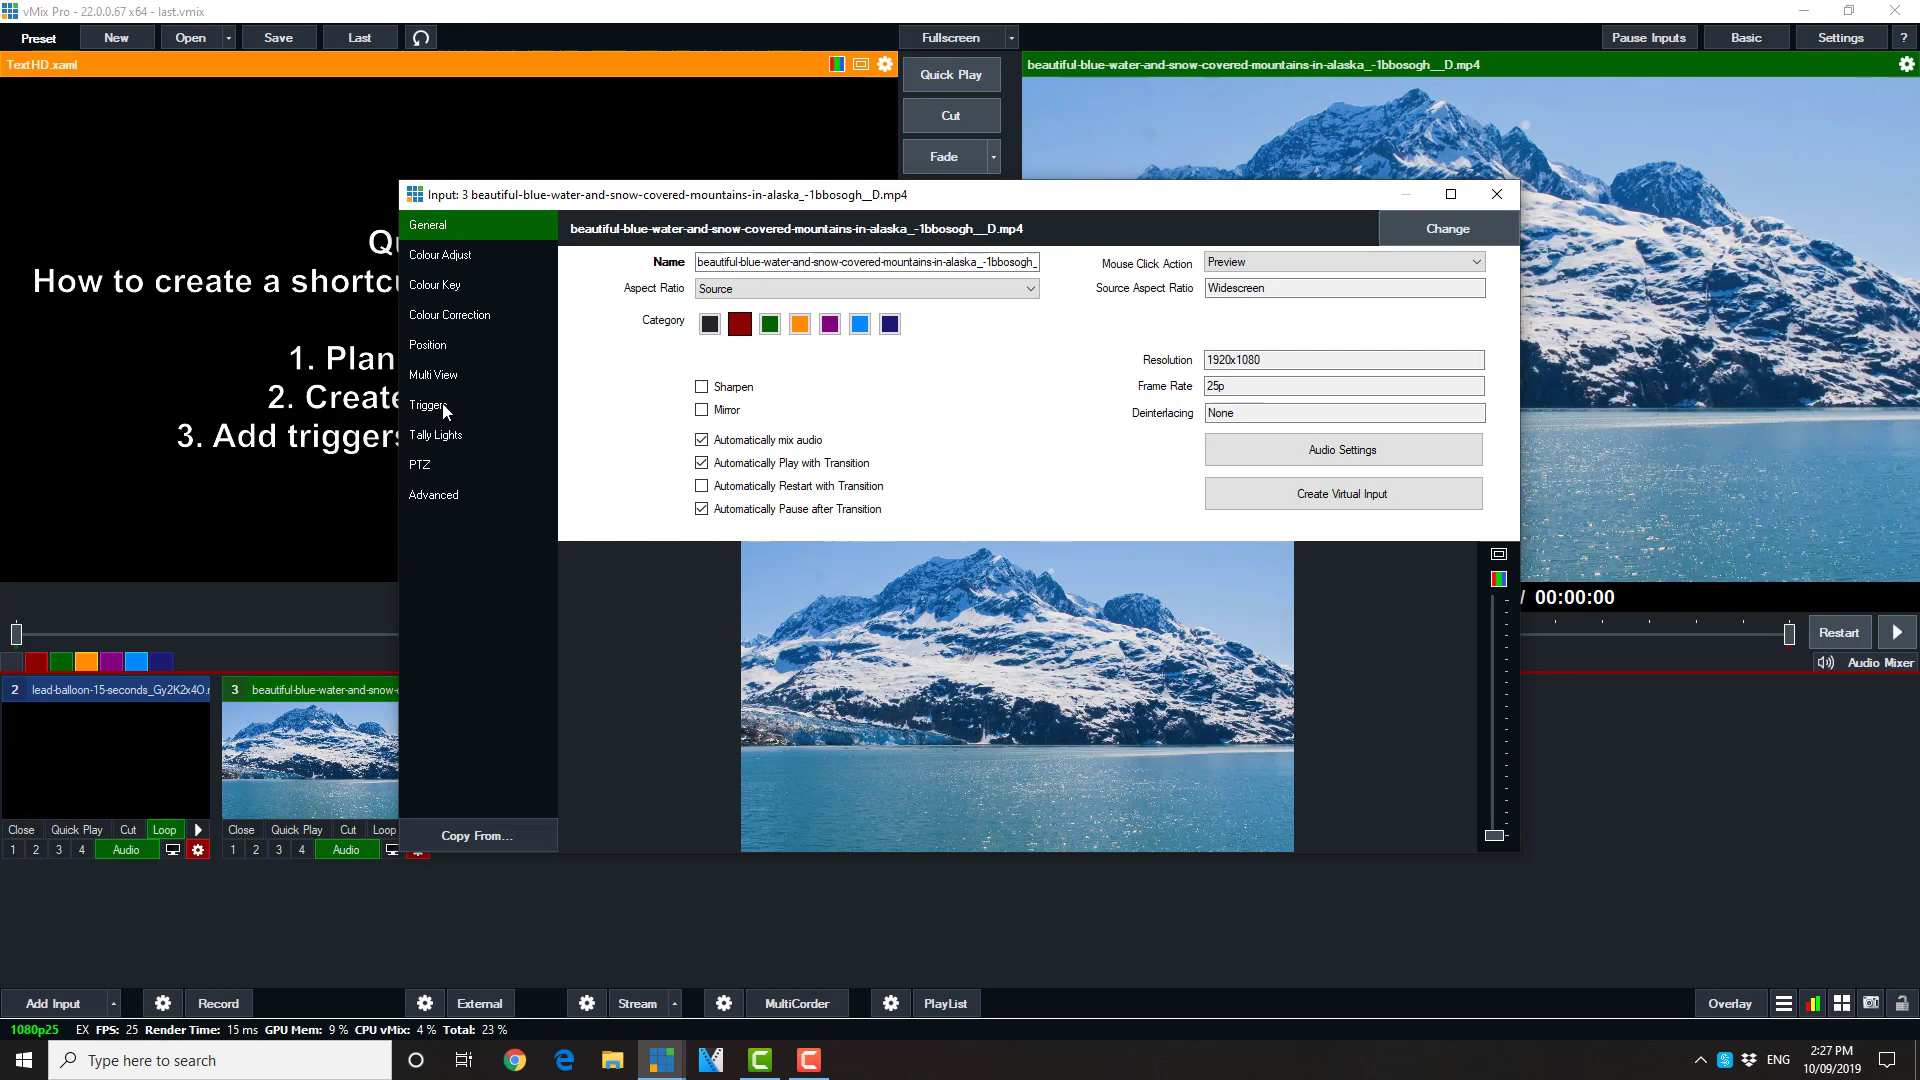 vMix Pro - 22.0.0.67 x64 - last.vmix
Preset New Open Save Last Fullscreen Pause Inputs Basic Settings ?
TextHD.xaml
Quick Play
Cut
Fade
beautiful-blue-water-and-snow-covered-mountains-in-alaska_-1bbosogh__D.mp4
How to create a shortcu
1. Plan
2. Create
3. Add triggers
Input: 3 beautiful-blue-water-and-snow-covered-mountains-in-alaska_-1bbosogh__D.mp4
General
Colour Adjust
Colour Key
Colour Correction
Position
Multi View
Triggers
Tally Lights
PTZ
Advanced
Copy From...
beautiful-blue-water-and-snow-covered-mountains-in-alaska_-1bbosogh__D.mp4
Change
Name beautiful-blue-water-and-snow-covered-mountains-in-alaska_-1bbosogh_
Aspect Ratio Source
Category
Sharpen
Mirror
Automatically mix audio
Automatically Play with Transition
Automatically Restart with Transition
Automatically Pause after Transition
Mouse Click Action Preview
Source Aspect Ratio Widescreen
Resolution 1920x1080
Frame Rate 25p
Deinterlacing None
Audio Settings
Create Virtual Input
/ 00:00:00
Restart
Audio Mixer
2 lead-balloon-15-seconds_Gy2K2x4O.
Close Quick Play Cut Loop
1 2 3 4 Audio
3 beautiful-blue-water-and-snow-
Close Quick Play Cut Loop
1 2 3 4 Audio
Add Input Record External Stream MultiCorder PlayList Overlay
1080p25 EX FPS: 25 Render Time: 15 ms GPU Mem: 9 % CPU vMix: 4 % Total: 23 %
Type here to search
ENG
2:27 PM
10/09/2019